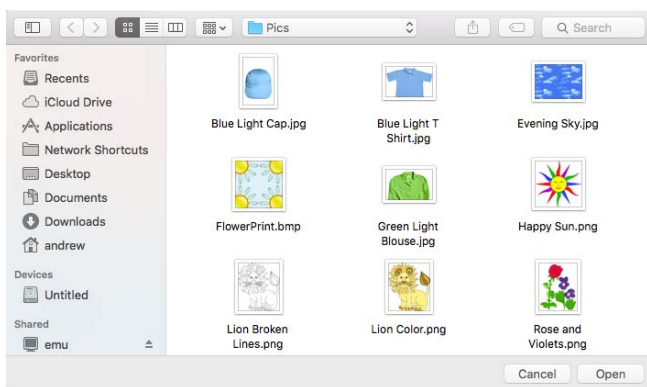 Pics
Search
Favorites
Recents
iCloud Drive
Applications
Network Shortcuts
Desktop
Documents
Downloads
andrew
Devices
Untitled
Shared
emu
Blue Light Cap.jpg
Blue Light T
Shirt.jpg
Evening Sky.jpg
FlowerPrint.bmp
Green Light
Blouse.jpg
Happy Sun.png
Lion Broken
Lines.png
Lion Color.png
Rose and
Violets.png
Cancel
Open